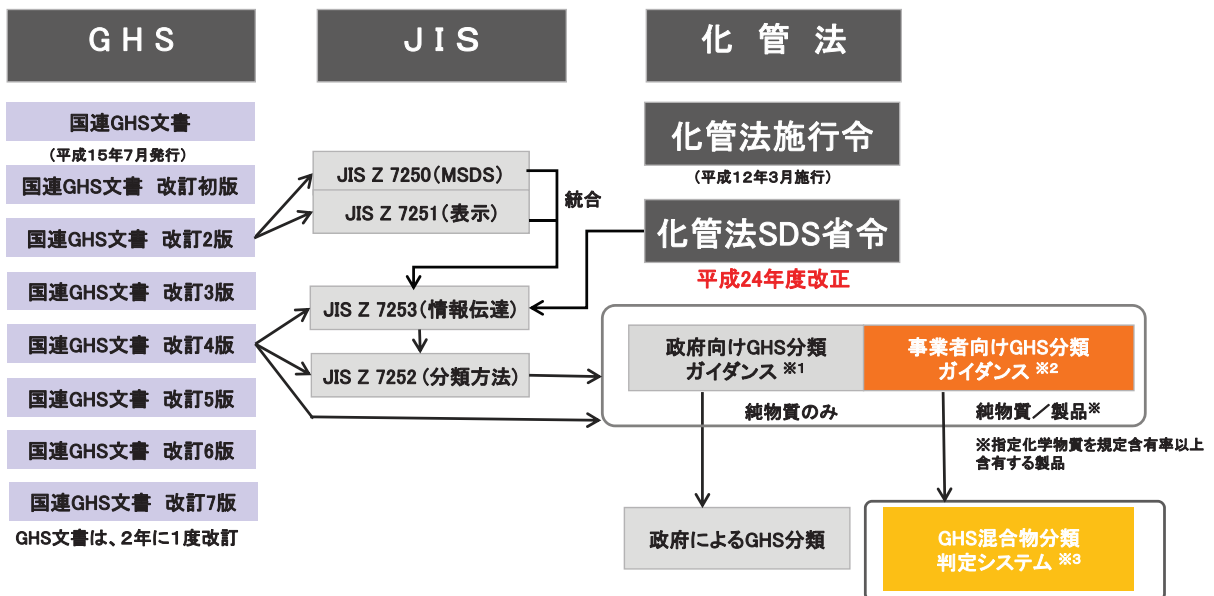 GHS
国連GHS文書
(平成15年7月発行)
国連GHS文書 改訂初版
国連GHS文書 改訂2版
国連GHS文書 改訂3版
国連GHS文書 改訂4版
国連GHS文書 改訂5版
国連GHS文書 改訂6版
国連GHS文書 改訂7版
GHS文書は、2年に1度改訂
JIS
JIS Z 7250(MSDS)
JIS Z 7251(表示)
統合
JIS Z 7253(情報伝達)
JIS Z 7252(分類方法)
化管法
化管法施行令
(平成12年3月施行)
化管法SDS省令
平成24年度改正
政府向けGHS分類
ガイダンス ※1
純物質のみ
事業者向けGHS分類
ガイダンス ※2
純物質/製品※
※指定化学物質を規定含有率以上
含有する製品
政府によるGHS分類
GHS混合物分類
判定システム ※3